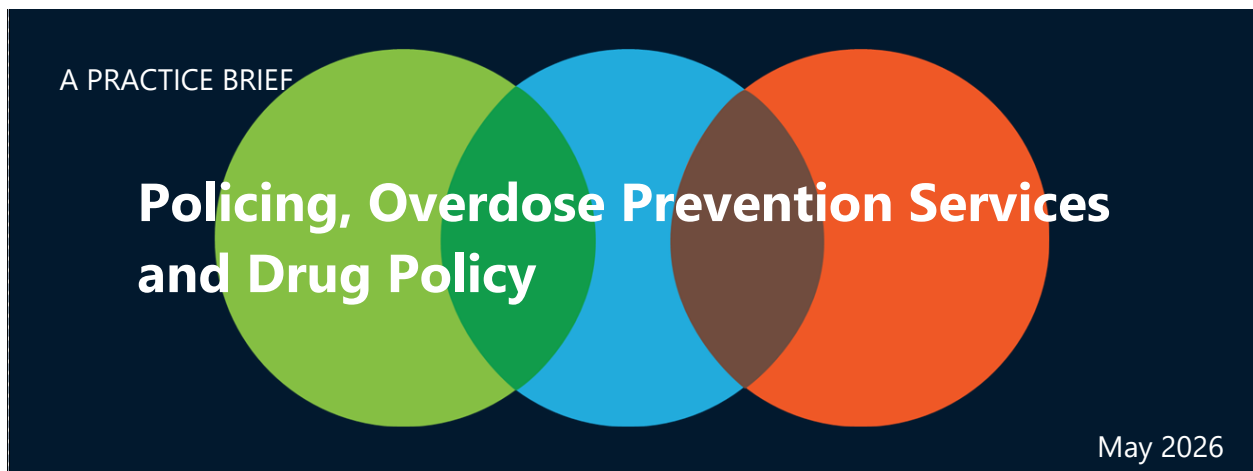 A PRACTICE BRIEF
Policing, Overdose Prevention Services
and Drug Policy
May 2026